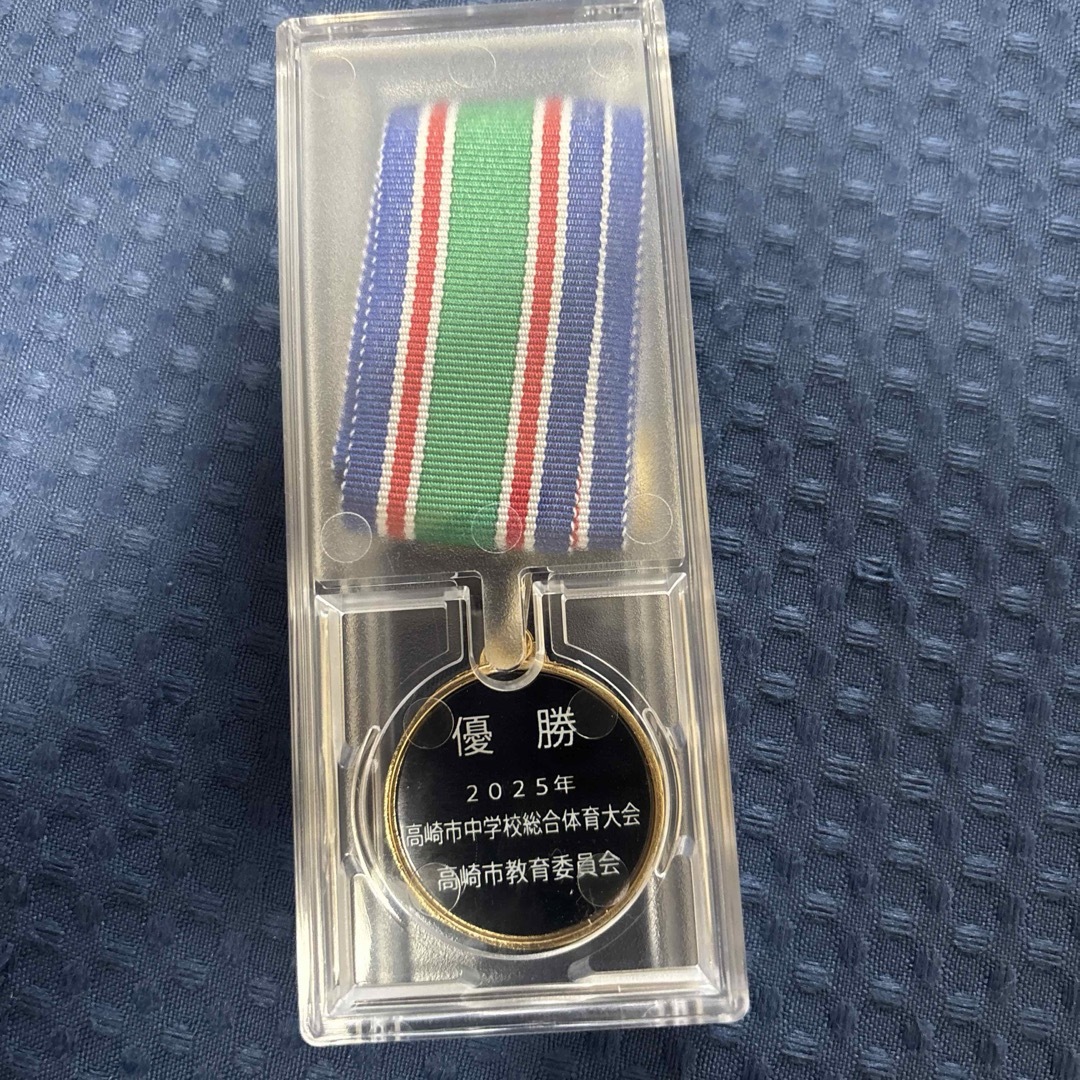 優 勝
2025年
高崎市中学校総合体育大会
高崎市教育委員会